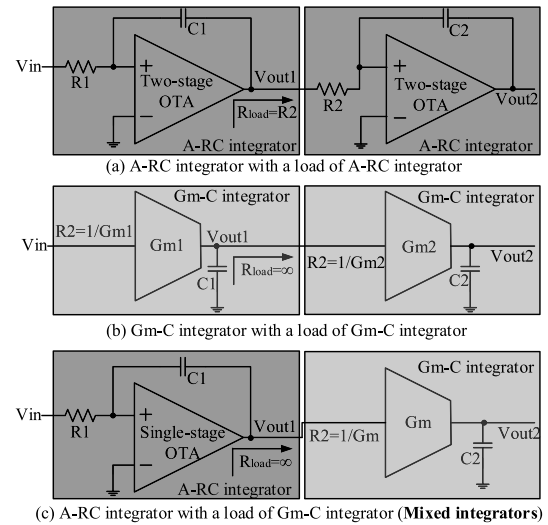 C1
C2
Vin
R1
+
Two-stage
OTA
−
Vout1
Rload=R2
R2
+
Two-stage
OTA
−
Vout2
A-RC integrator
A-RC integrator
(a) A-RC integrator with a load of A-RC integrator
Gm-C integrator
Gm-C integrator
Vin
R2=1/Gm1
Gm1
Vout1
C1
Rload=∞
R2=1/Gm2
Gm2
C2
Vout2
(b) Gm-C integrator with a load of Gm-C integrator
C1
Gm-C integrator
Vin
R1
+
Single-stage
OTA
−
Vout1
Rload=∞
A-RC integrator
R2=1/Gm
Gm
C2
Vout2
(c) A-RC integrator with a load of Gm-C integrator (Mixed integrators)